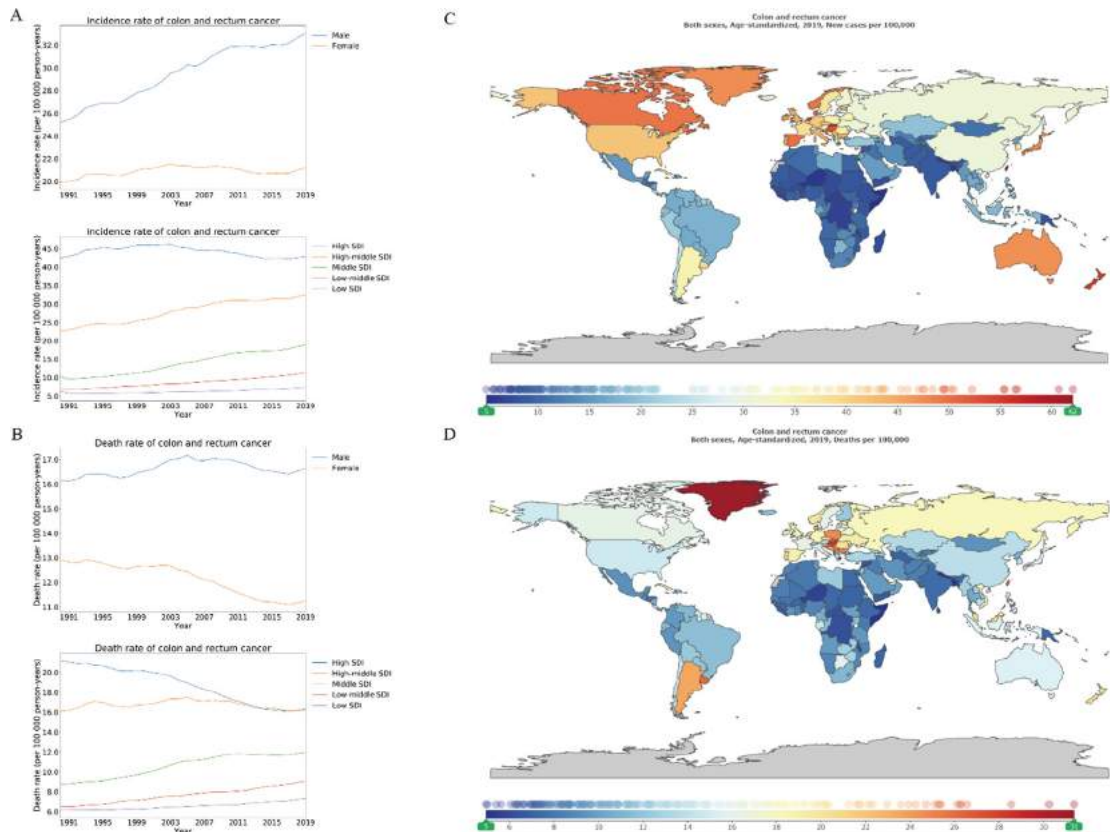 A
Incidence rate of colon and rectum cancer
Incidence rate (per 100 000 person-years)
32.0
30.0
28.0
26.0
24.0
22.0
20.0
1991 1995 1999 2003 2007 2011 2015 2019
Year
Male
Female
Incidence rate of colon and rectum cancer
Incidence rate (per 100 000 person-years)
45.0
40.0
35.0
30.0
25.0
20.0
15.0
10.0
5.0
1991 1995 1999 2003 2007 2011 2015 2019
Year
High SDI
High-middle SDI
Middle SDI
Low-middle SDI
Low SDI
B
Death rate of colon and rectum cancer
Death rate (per 100 000 person-years)
17.0
16.0
15.0
14.0
13.0
12.0
11.0
1991 1995 1999 2003 2007 2011 2015 2019
Year
Male
Female
Death rate of colon and rectum cancer
Death rate (per 100 000 person-years)
20.0
18.0
16.0
14.0
12.0
10.0
8.0
6.0
1991 1995 1999 2003 2007 2011 2015 2019
Year
High SDI
High-middle SDI
Middle SDI
Low-middle SDI
Low SDI
C
Colon and rectum cancer
Both sexes, Age-standardized, 2019, New cases per 100,000
5 10 15 20 25 30 35 40 45 50 55 60 62
D
Colon and rectum cancer
Both sexes, Age-standardized, 2019, Deaths per 100,000
5 6 8 10 12 14 16 18 20 22 24 26 28 30 31